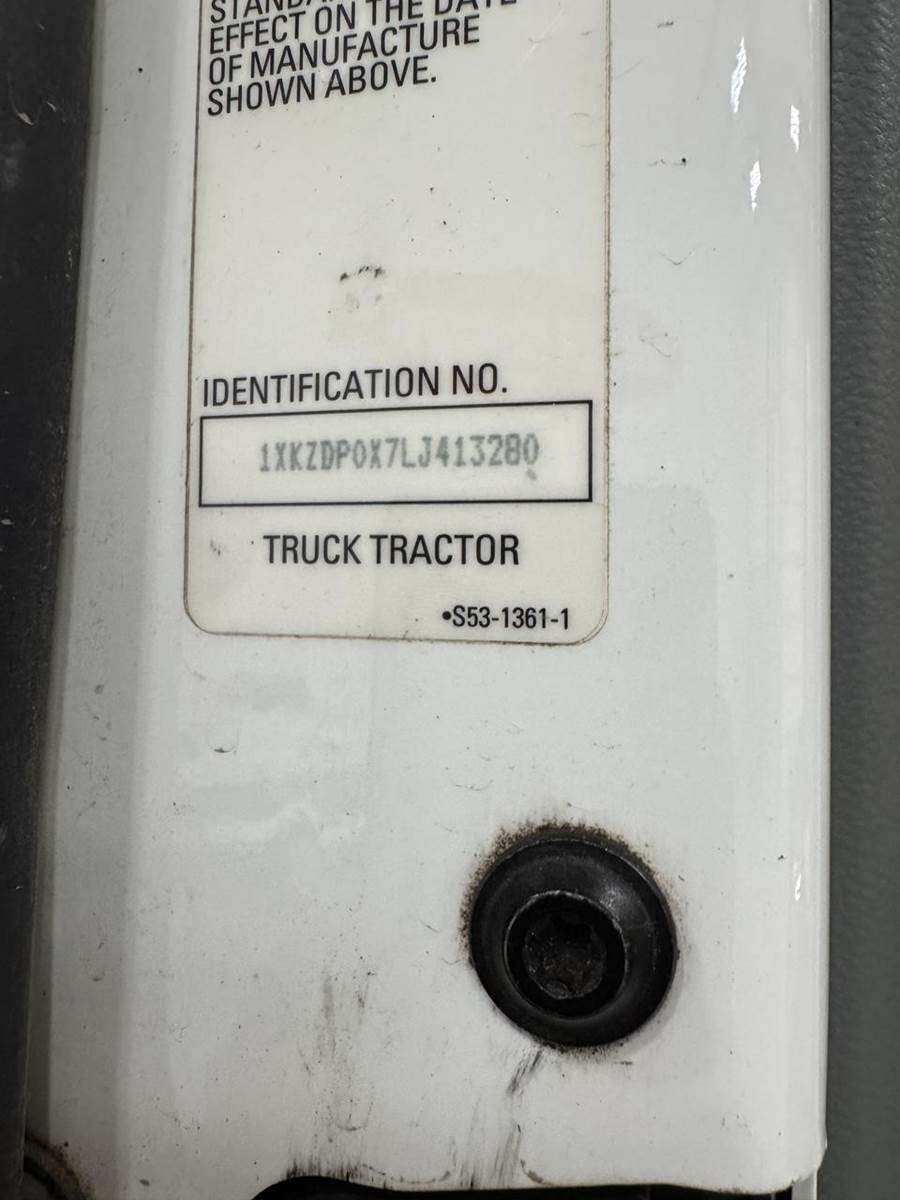 EFFECT ON THE DATE
OF MANUFACTURE
SHOWN ABOVE.
IDENTIFICATION NO.
1XKZDP0X7LJ413280
TRUCK TRACTOR
•S53-1361-1